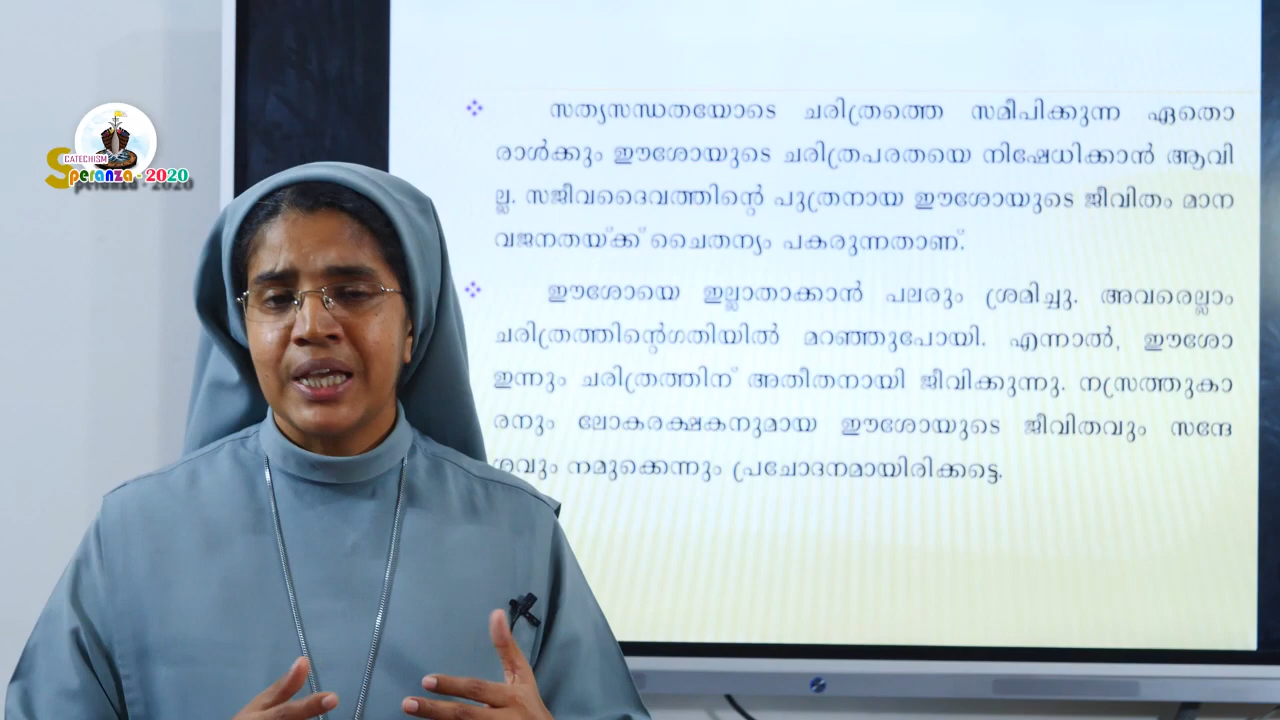 CATECHISM
Speranza - 2020
സത്യസന്ധതയോടെ ചരിത്രത്തെ സമീപിക്കുന്ന ഏതൊ
രാൾക്കും ഈശോയുടെ ചരിത്രപരതയെ നിഷേധിക്കാൻ ആവി
ല്ല. സജീവദൈവത്തിന്റെ പുത്രനായ ഈശോയുടെ ജീവിതം മാന
വജനതയ്ക്ക് ചൈതന്യം പകരുന്നതാണ്.
ഈശോയെ ഇല്ലാതാക്കാൻ പലരും ശ്രമിച്ചു. അവരെല്ലാം
ചരിത്രത്തിന്റെഗതിയിൽ മറഞ്ഞുപോയി. എന്നാൽ, ഈശോ
ഇന്നും ചരിത്രത്തിന് അതീതനായി ജീവിക്കുന്നു. നസ്രത്തുകാ
രനും ലോകരക്ഷകനുമായ ഈശോയുടെ ജീവിതവും സന്ദേ
ശവും നമുക്കെന്നും പ്രചോദനമായിരിക്കട്ടെ.